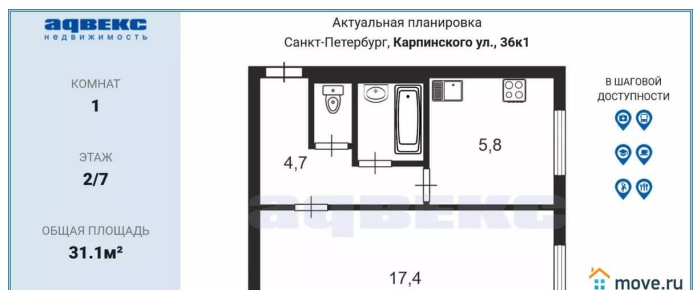 адвекс
недвижимость
КОМНАТ
1
ЭТАЖ
2/7
ОБЩАЯ ПЛОЩАДЬ
31.1м²
Актуальная планировка
Санкт-Петербург, Карпинского ул., 36к1
4,7
5,8
адвекс
17,4
В ШАГОВОЙ
ДОСТУПНОСТИ
move.ru